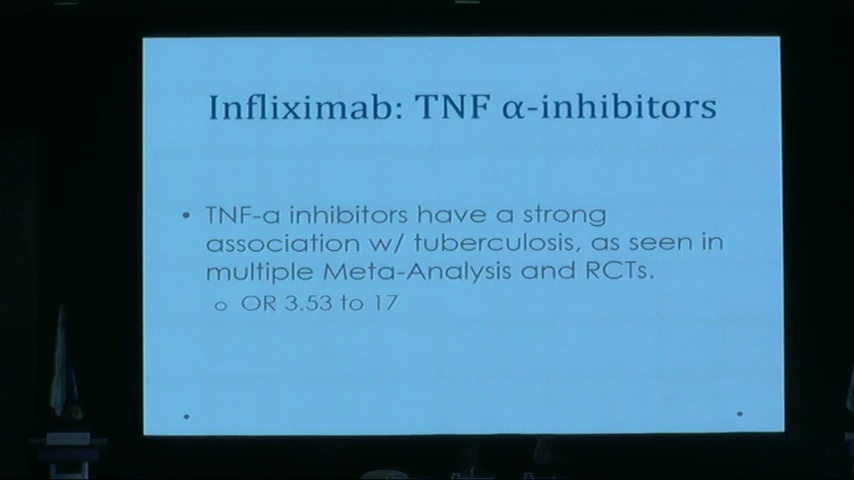 Infliximab: TNF α-inhibitors
• TNF-a inhibitors have a strong
association w/ tuberculosis, as seen in
multiple Meta-Analysis and RCTs.
o OR 3.53 to 17